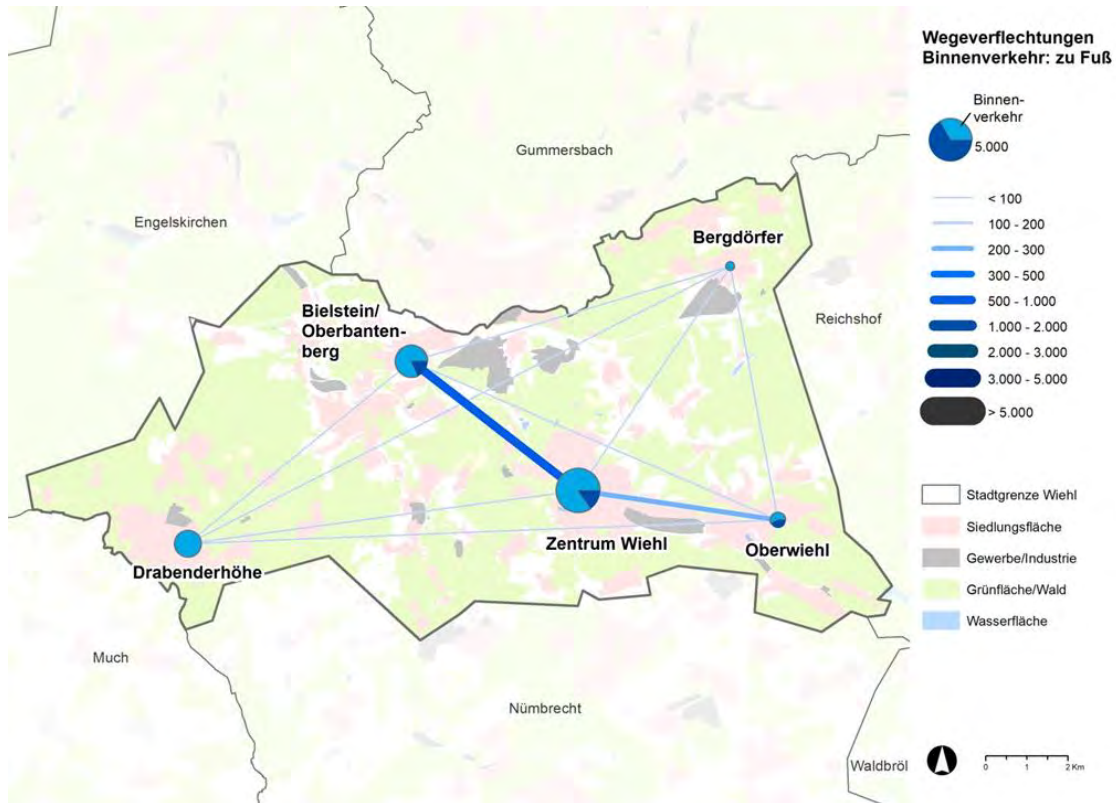 Wegeverflechtungen
Binnenverkehr: zu Fuß
Binnen-
verkehr
5.000
< 100
100 - 200
200 - 300
300 - 500
500 - 1.000
1.000 - 2.000
2.000 - 3.000
3.000 - 5.000
> 5.000
Stadtgrenze Wiehl
Siedlungsfläche
Gewerbe/Industrie
Grünfläche/Wald
Wasserfläche
0 1 2 Km
Gummersbach
Engelskirchen
Bergdörfer
Reichshof
Bielstein/
Oberbanten-
berg
Zentrum Wiehl
Oberwiehl
Drabenderhöhe
Much
Nümbrecht
Waldbröl